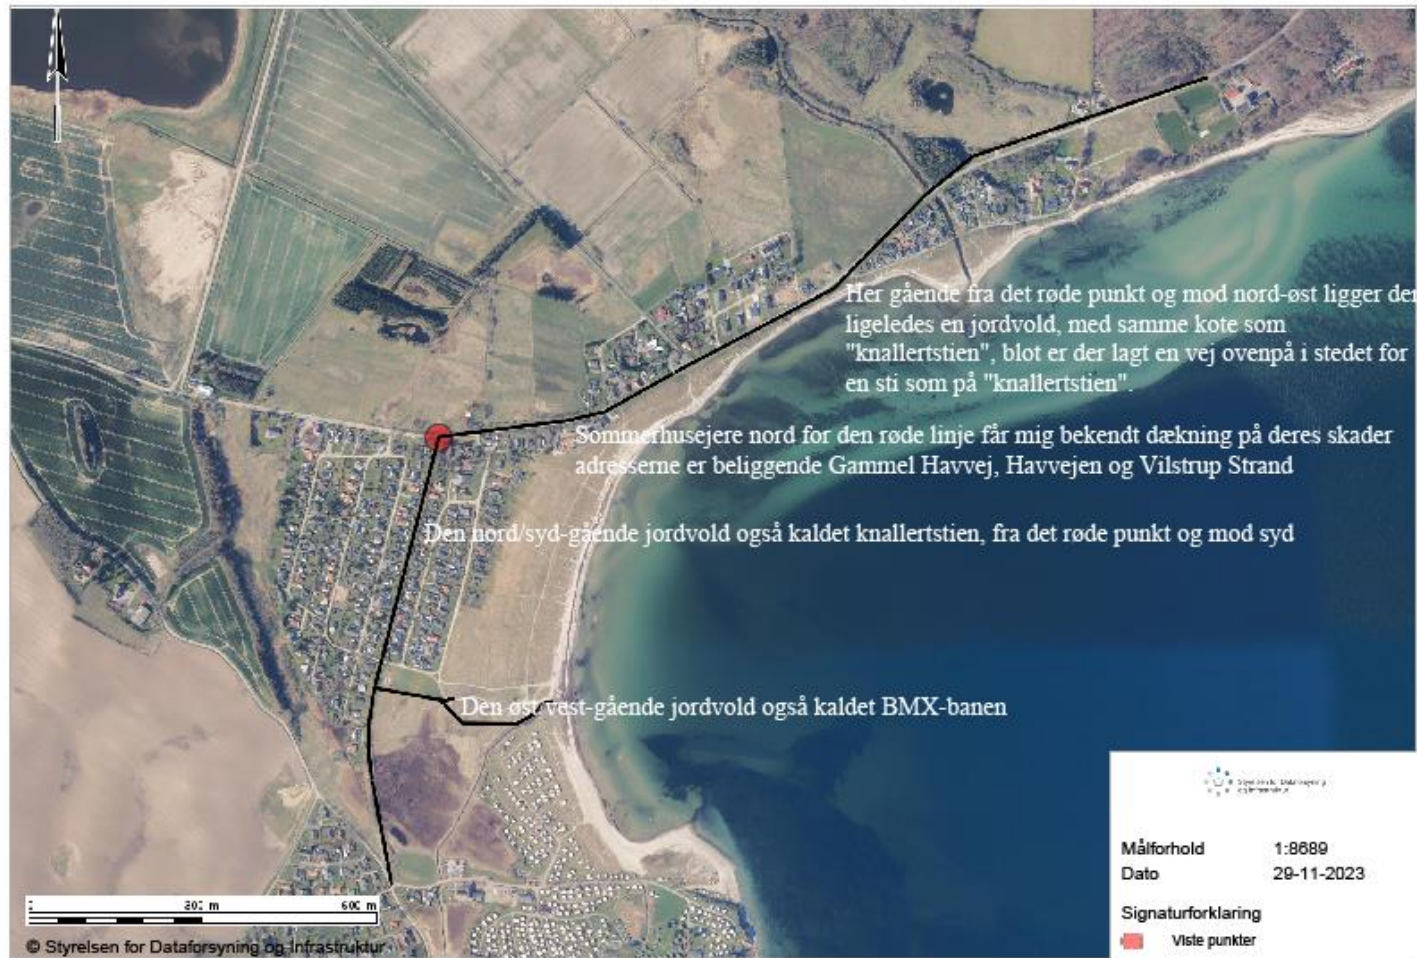 Her gående fra det røde punkt og mod nord-øst ligger der
ligeledes en jordvold, med samme kote som
"knallertstien", blot er der lagt en vej ovenpå i stedet for
en sti som på "knallertstien".
Sommerhusejere nord for den røde linje får mig bekendt dækning på deres skader
adresserne er beliggende Gammel Havvej, Havvejen og Vilstrup Strand
Den nord/syd-gående jordvold også kaldet knallertstien, fra det røde punkt og mod syd
Den øst vest-gående jordvold også kaldet BMX-banen
Styrelsen for Dataforsyning
og Infrastruktur
Målforhold 1:8689
Dato 29-11-2023
Signaturforklaring
Viste punkter
600 m
© Styrelsen for Dataforsyning og Infrastruktur